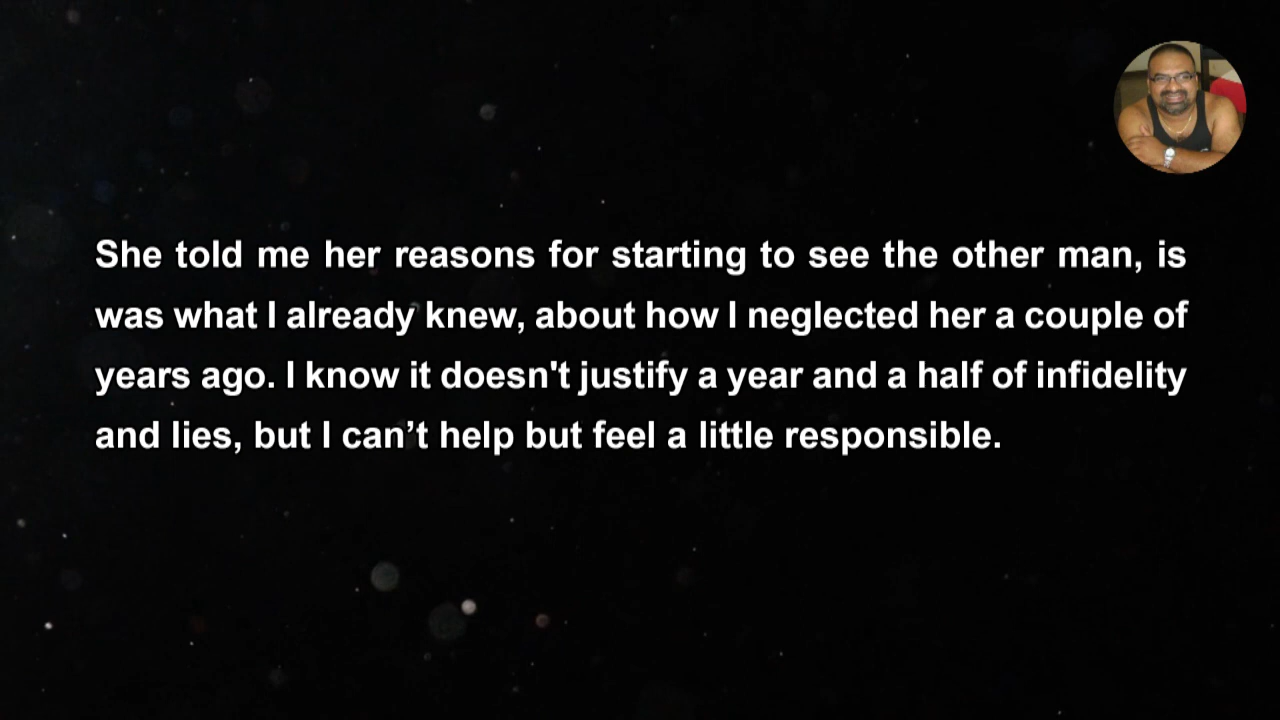 She told me her reasons for starting to see the other man, is
was what I already knew, about how I neglected her a couple of
years ago. I know it doesn't justify a year and a half of infidelity
and lies, but I can’t help but feel a little responsible.